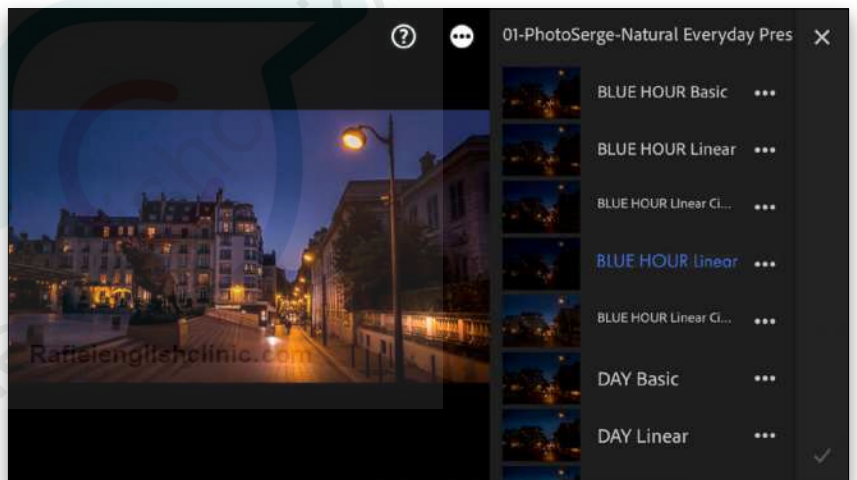 01-PhotoSerge-Natural Everyday Pres
BLUE HOUR Basic
BLUE HOUR Linear
BLUE HOUR LInear Ci...
BLUE HOUR Linear
BLUE HOUR Linear Ci...
DAY Basic
DAY Linear
Rafieienglishclinic.com